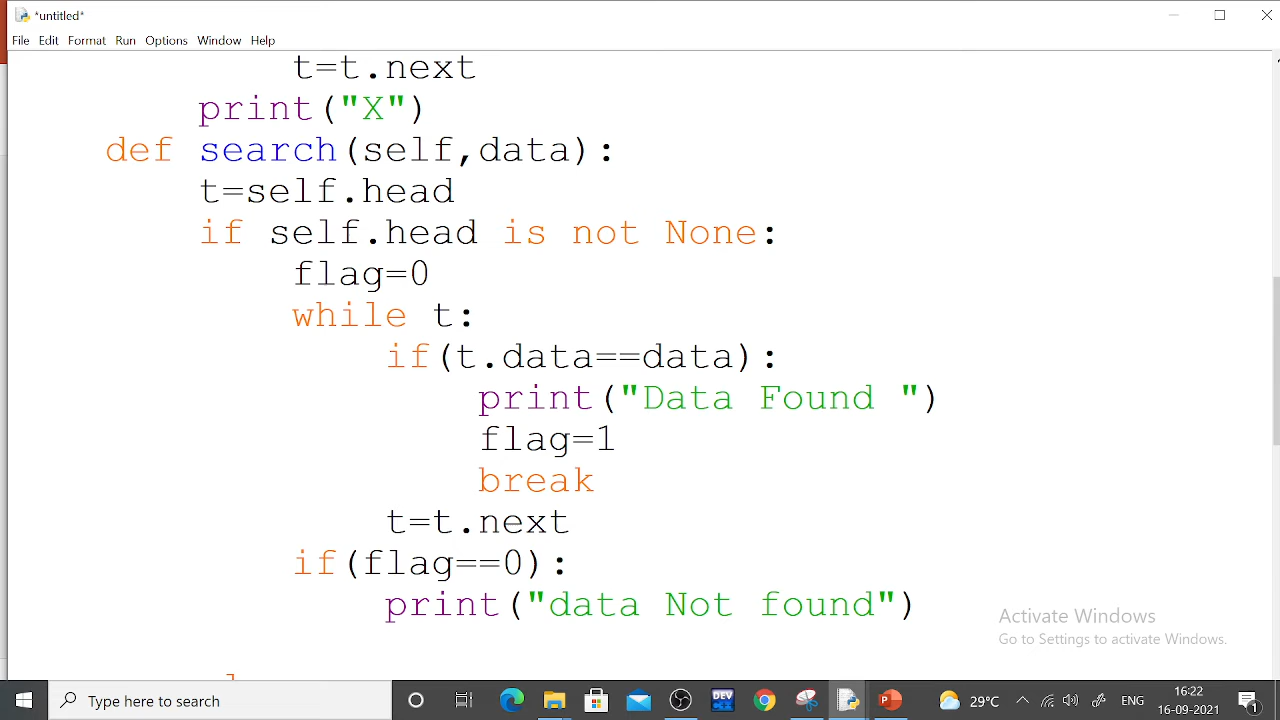 *untitled*
File Edit Format Run Options Window Help
t=t.next
print("X")
def search(self,data):
t=self.head
if self.head is not None:
flag=0
while t:
if(t.data==data):
print("Data Found ")
flag=1
break
t=t.next
if(flag==0):
print("data Not found")
Activate Windows
Go to Settings to activate Windows.
Type here to search
DEV
29°C
ENG
16:22
16-09-2021
1